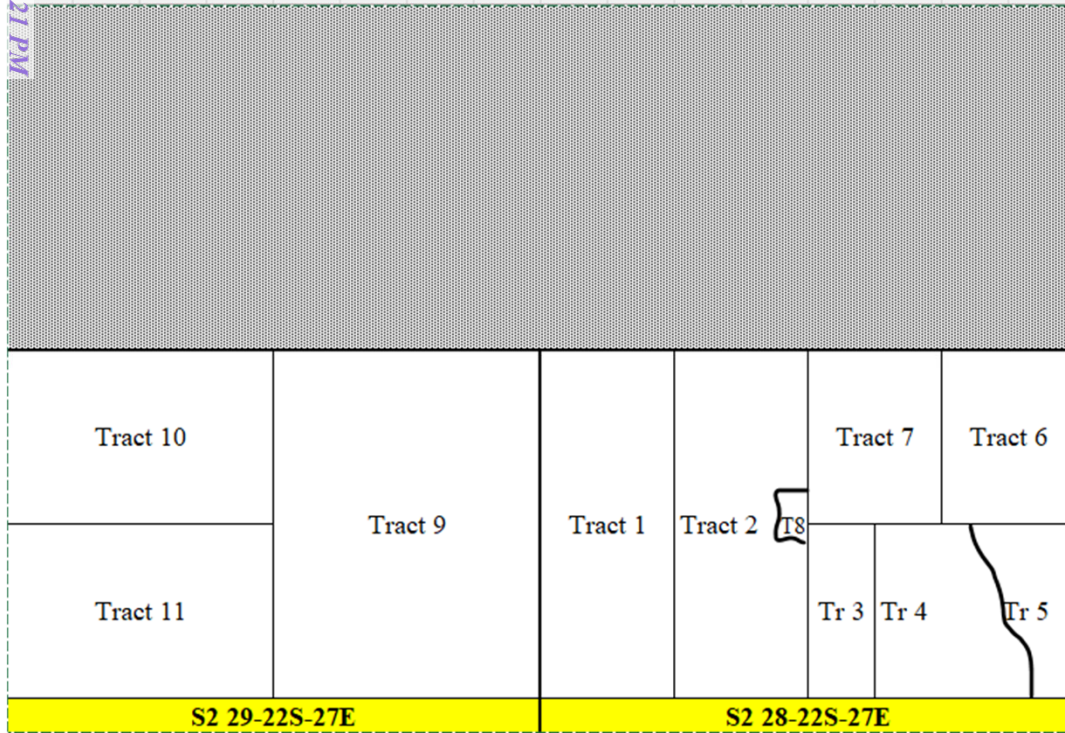 21 PM
Tract 10
Tract 7
Tract 6
Tract 9
Tract 1
Tract 2
T8
Tract 11
Tr 3
Tr 4
Tr 5
S2 29-22S-27E
S2 28-22S-27E